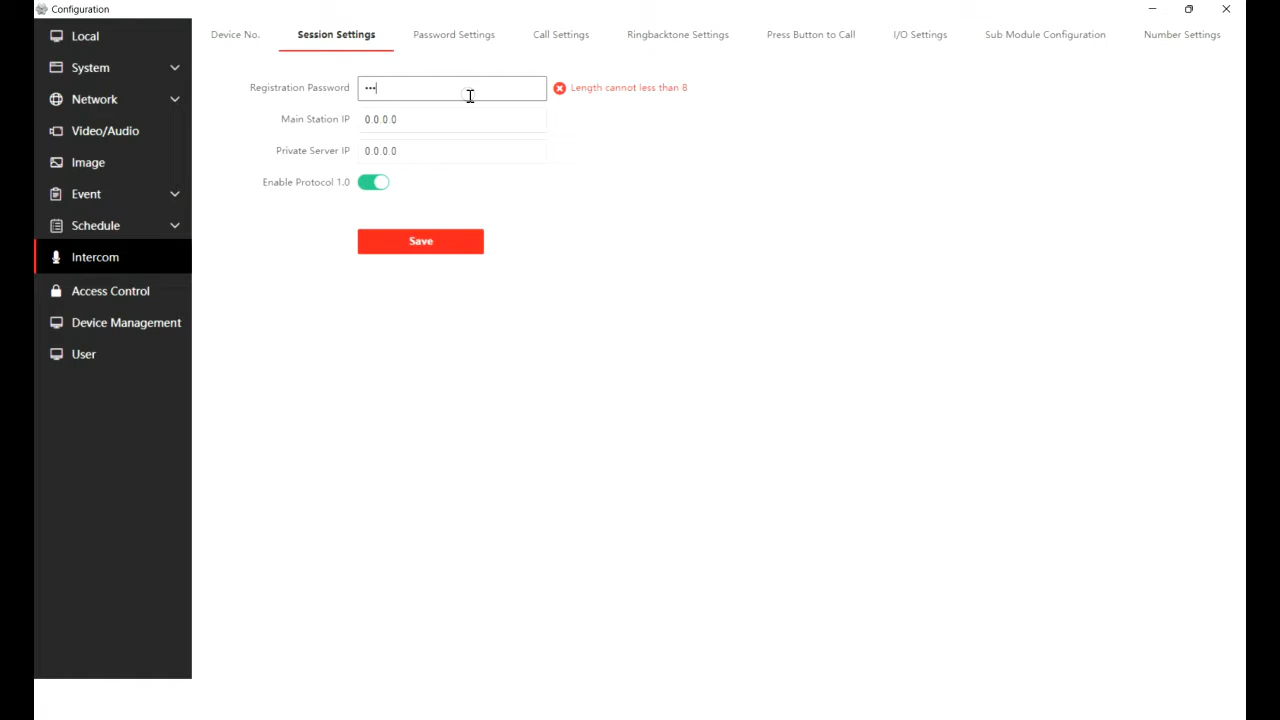 Configuration
Local
System
Network
Video/Audio
Image
Event
Schedule
Intercom
Access Control
Device Management
User
Device No. Session Settings Password Settings Call Settings Ringbacktone Settings Press Button to Call I/O Settings Sub Module Configuration Number Settings
Registration Password ••• Length cannot less than 8
Main Station IP 0.0.0.0
Private Server IP 0.0.0.0
Enable Protocol 1.0
Save